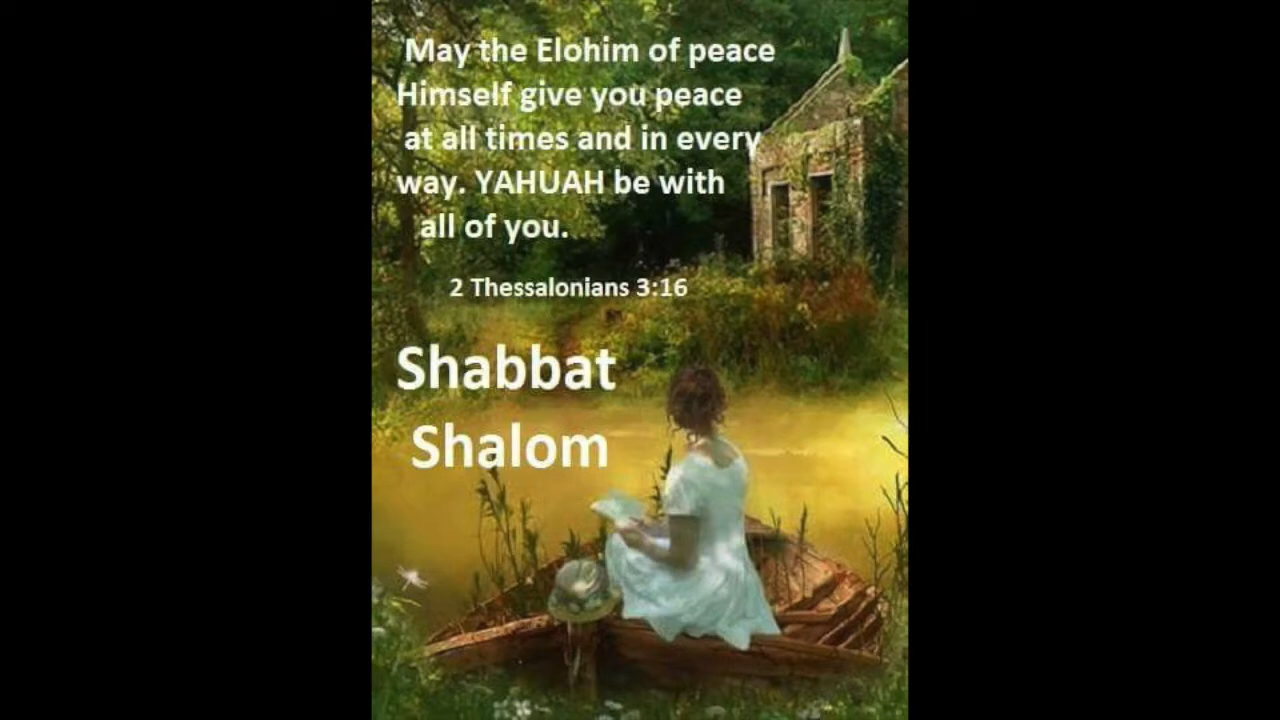 May the Elohim of peace
Himself give you peace
at all times and in every
way. YAHUAH be with
all of you.
2 Thessalonians 3:16
Shabbat
Shalom